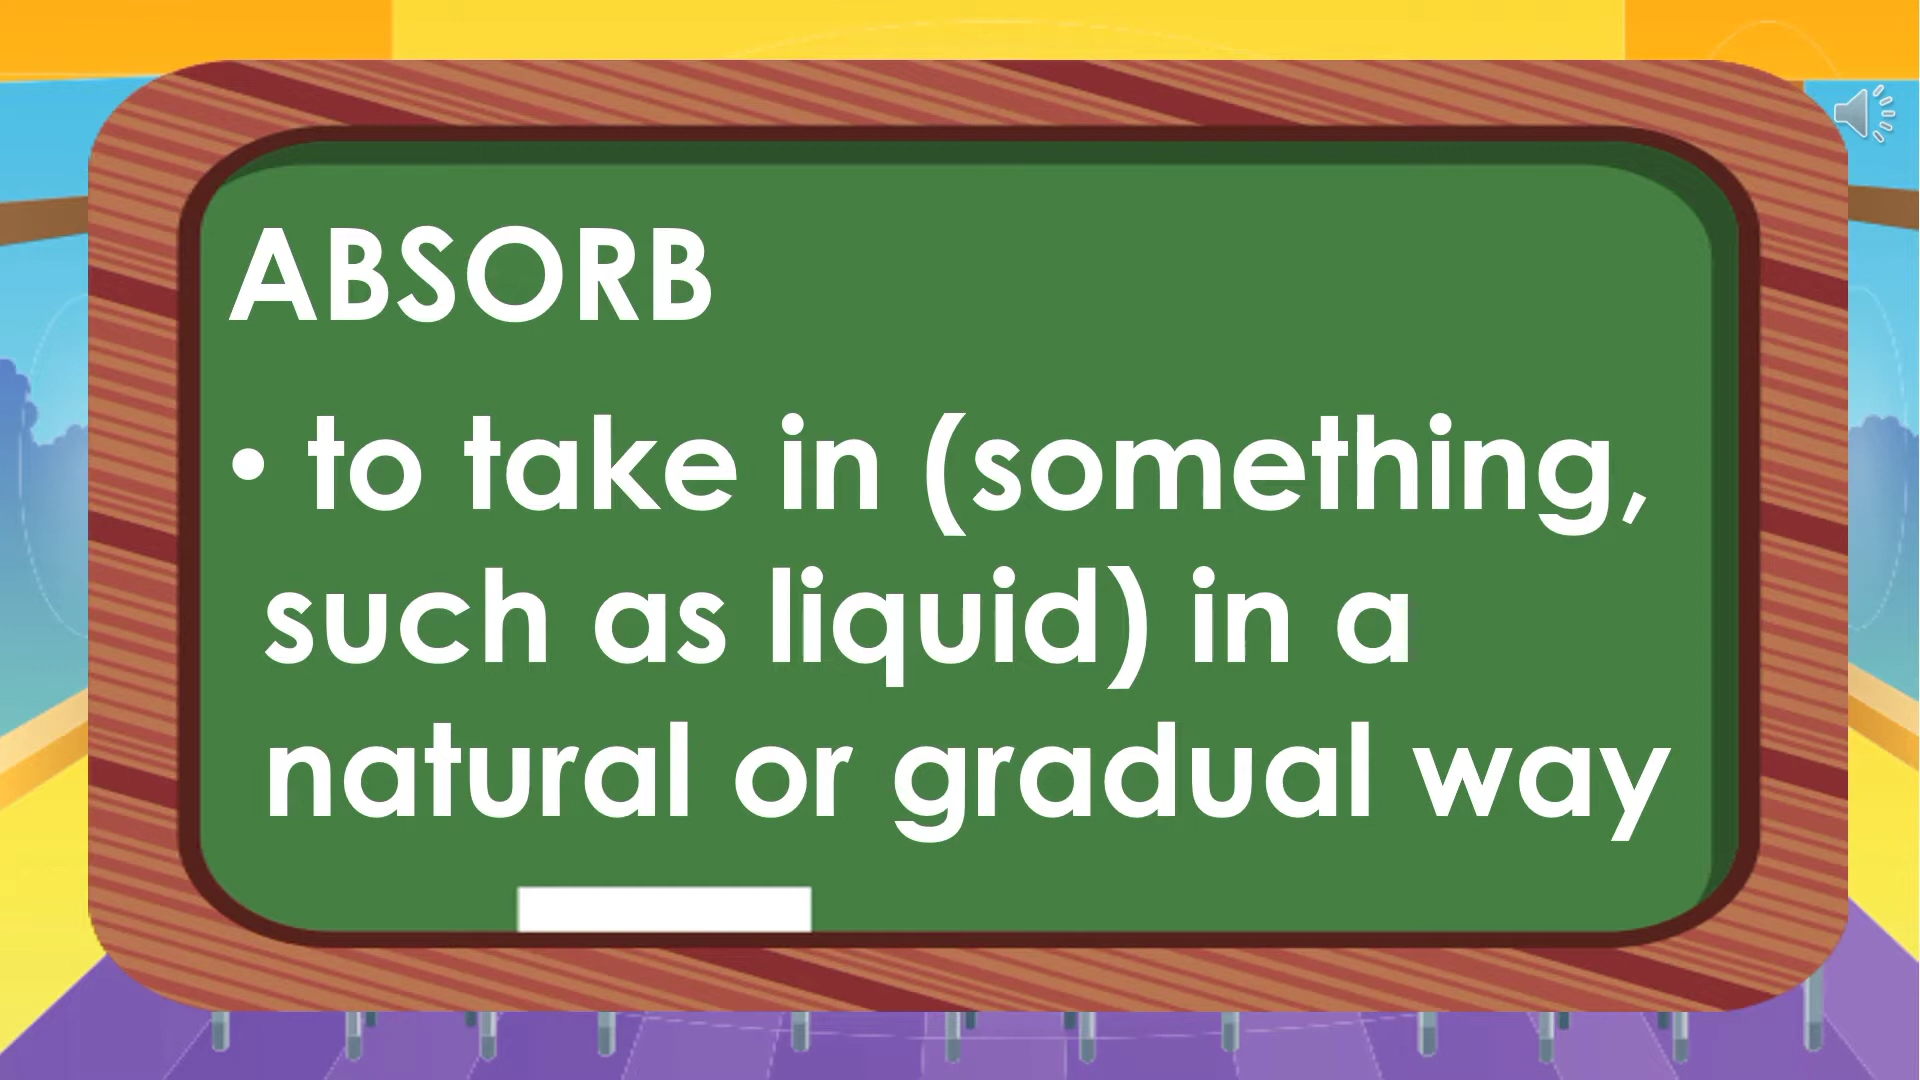 ABSORB
• to take in (something,
such as liquid) in a
natural or gradual way